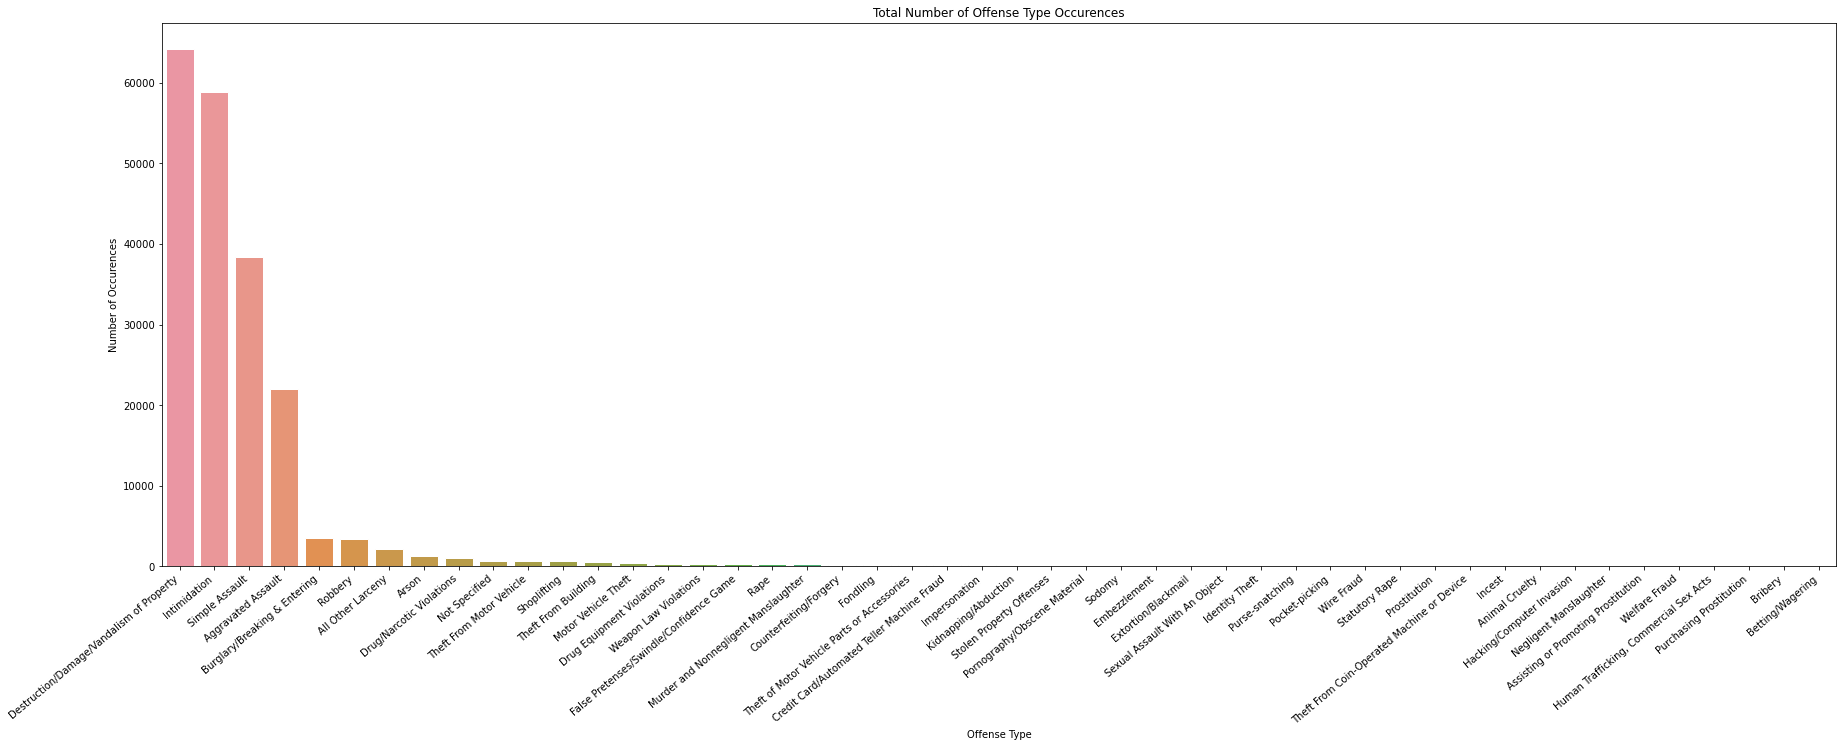 Total Number of Offense Type Occurences
60000
50000
40000
30000
20000
10000
0
Number of Occurences
Destruction/Damage/Vandalism of Property
Intimidation
Simple Assault
Aggravated Assault
Burglary/Breaking & Entering
Robbery
All Other Larceny
Arson
Drug/Narcotic Violations
Not Specified
Theft From Motor Vehicle
Shoplifting
Theft From Building
Motor Vehicle Theft
Drug Equipment Violations
Weapon Law Violations
False Pretenses/Swindle/Confidence Game
Rape
Murder and Nonnegligent Manslaughter
Counterfeiting/Forgery
Fondling
Theft of Motor Vehicle Parts or Accessories
Credit Card/Automated Teller Machine Fraud
Impersonation
Kidnapping/Abduction
Stolen Property Offenses
Pornography/Obscene Material
Sodomy
Embezzlement
Extortion/Blackmail
Sexual Assault With An Object
Identity Theft
Purse-snatching
Pocket-picking
Wire Fraud
Statutory Rape
Prostitution
Theft From Coin-Operated Machine or Device
Incest
Animal Cruelty
Hacking/Computer Invasion
Negligent Manslaughter
Assisting or Promoting Prostitution
Welfare Fraud
Human Trafficking, Commercial Sex Acts
Purchasing Prostitution
Bribery
Betting/Wagering
Offense Type